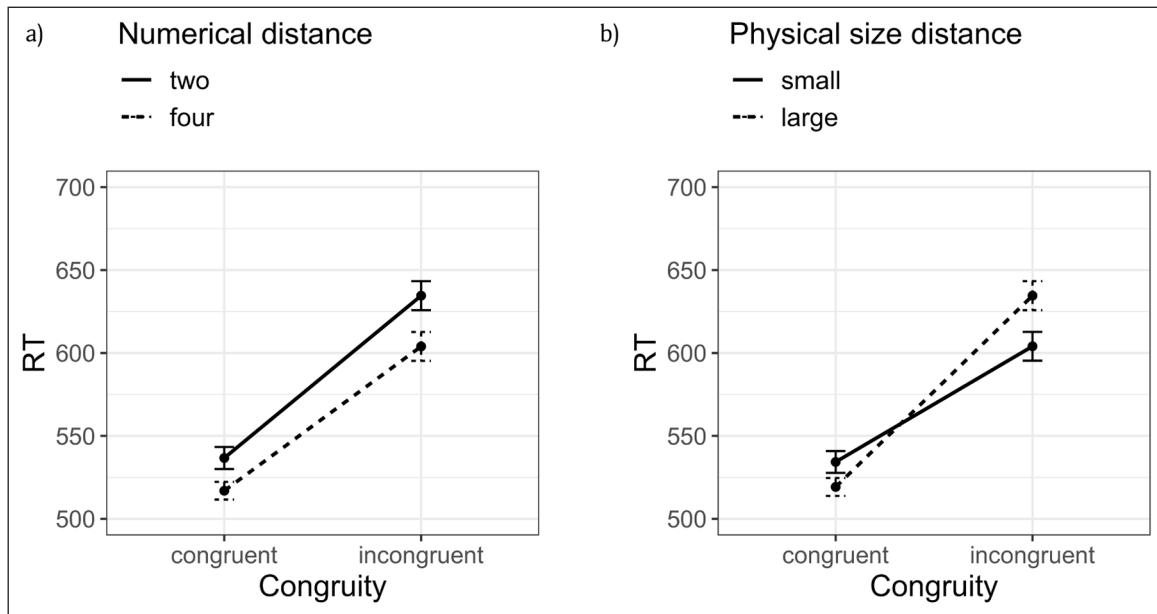 a) Numerical distance
two
four
700
650
600
550
500
RT
congruent incongruent
Congruity
b) Physical size distance
small
large
700
650
600
550
500
RT
congruent incongruent
Congruity